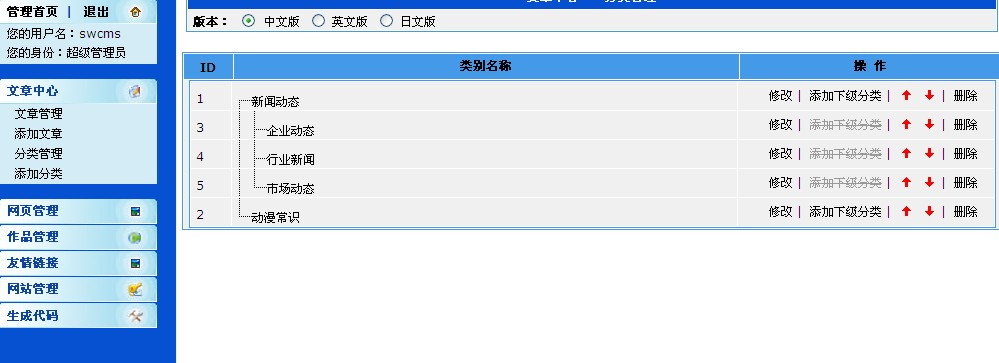 管理首页 | 退出
您的用户名：swcms
您的身份：超级管理员
文章中心
文章管理
添加文章
分类管理
添加分类
网页管理
作品管理
友情链接
网站管理
生成代码
版本： 中文版 英文版 日文版
ID 类别名称 操 作
1 新闻动态 修改 | 添加下级分类 | | 删除
3 企业动态 修改 | 添加下级分类 | | 删除
4 行业新闻 修改 | 添加下级分类 | | 删除
5 市场动态 修改 | 添加下级分类 | | 删除
2 动漫常识 修改 | 添加下级分类 | | 删除